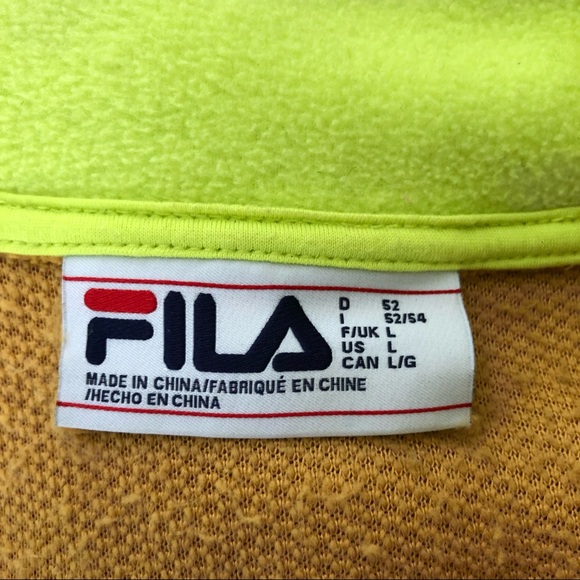 FILA
D 52
I 52/54
F/UK L
US L
CAN L/G
MADE IN CHINA/FABRIQUÉ EN CHINE
/HECHO EN CHINA